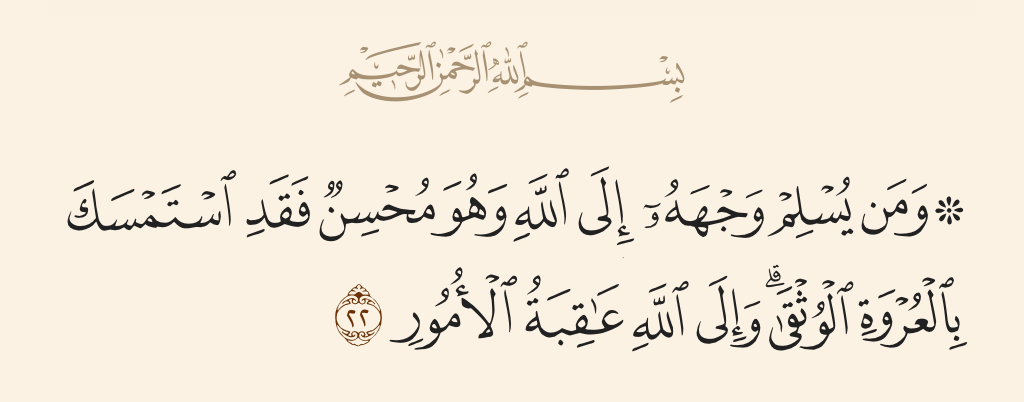 بِسْمِ ٱللَّهِ ٱلرَّحْمَٰنِ ٱلرَّحِيمِ
۞ وَمَن يُسْلِمْ وَجْهَهُۥٓ إِلَى ٱللَّهِ وَهُوَ مُحْسِنٌ فَقَدِ ٱسْتَمْسَكَ
بِٱلْعُرْوَةِ ٱلْوُثْقَىٰ ۗ وَإِلَى ٱللَّهِ عَـٰقِبَةُ ٱلْأُمُورِ ٢٢